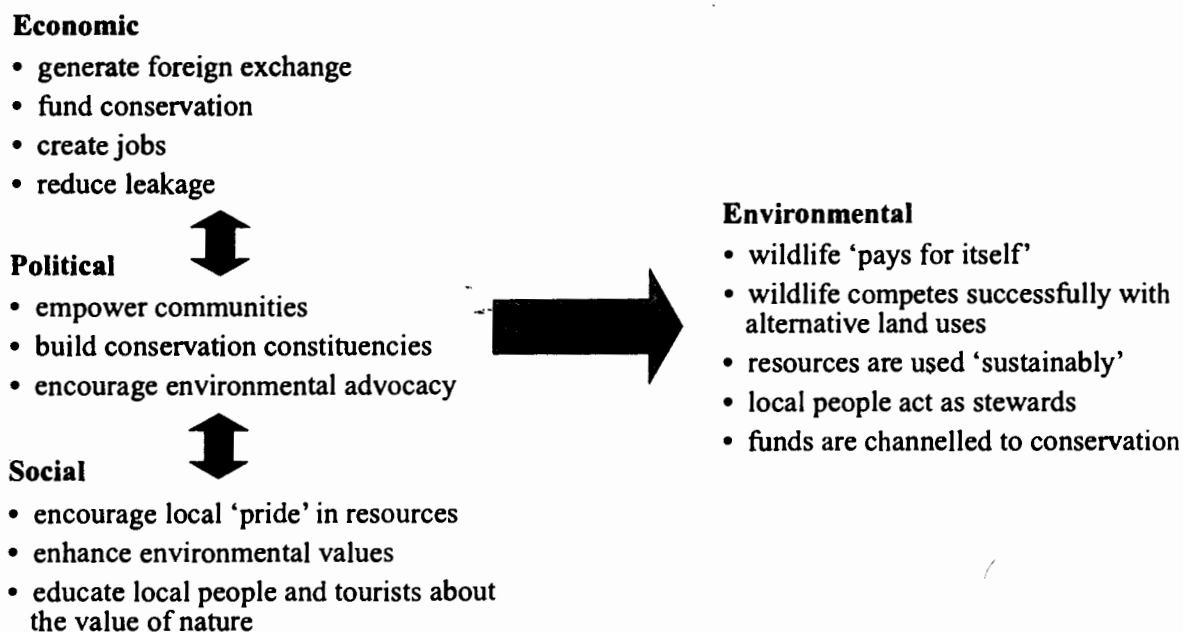 Economic
• generate foreign exchange
• fund conservation
• create jobs
• reduce leakage
Political
• empower communities
• build conservation constituencies
• encourage environmental advocacy
Social
• encourage local ‘pride’ in resources
• enhance environmental values
• educate local people and tourists about
the value of nature
Environmental
• wildlife ‘pays for itself’
• wildlife competes successfully with
alternative land uses
• resources are used ‘sustainably’
• local people act as stewards
• funds are channelled to conservation